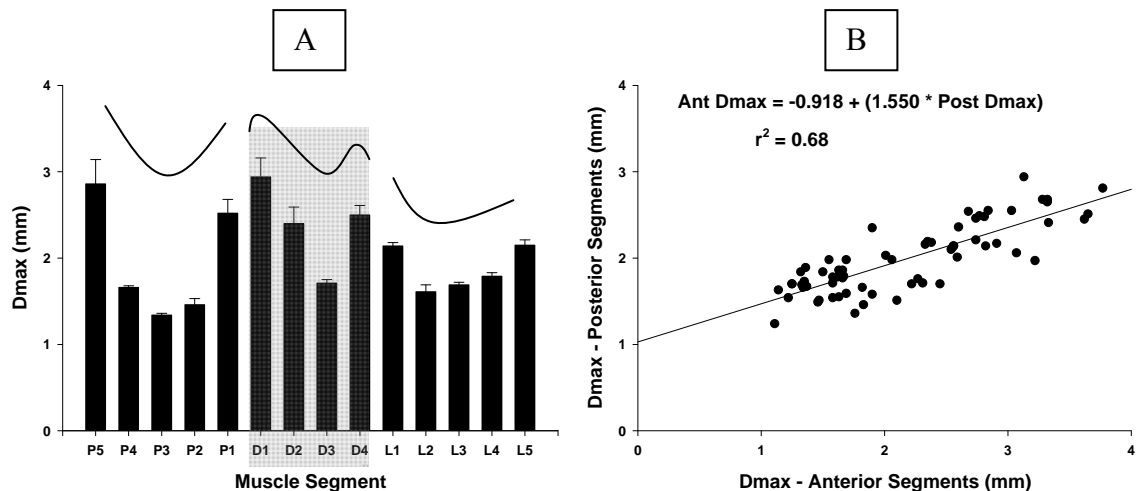 A
4
3
2
1
0
Dmax (mm)
P5 P4 P3 P2 P1 D1 D2 D3 D4 L1 L2 L3 L4 L5
Muscle Segment
B
Ant Dmax = -0.918 + (1.550 * Post Dmax)
r² = 0.68
4
3
2
1
0
Dmax - Posterior Segments (mm)
0 1 2 3 4
Dmax - Anterior Segments (mm)